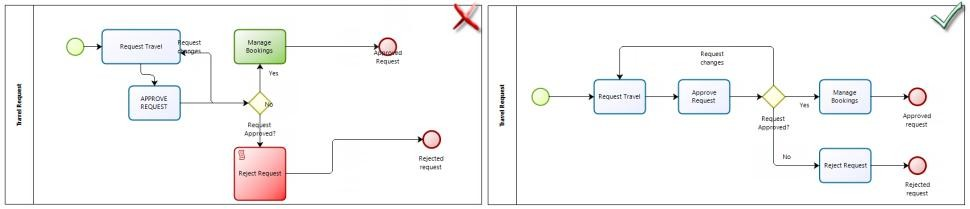 Travel Request
Request Travel
Request
changes
Manage
Bookings
Approved
Request
APPROVE
REQUEST
Yes
No
Request
Approved?
Reject Request
Rejected
request
Travel Request
Request
changes
Request Travel
Approve
Request
Request
Approved?
Yes
Manage
Bookings
Approved
request
No
Reject Request
Rejected
request